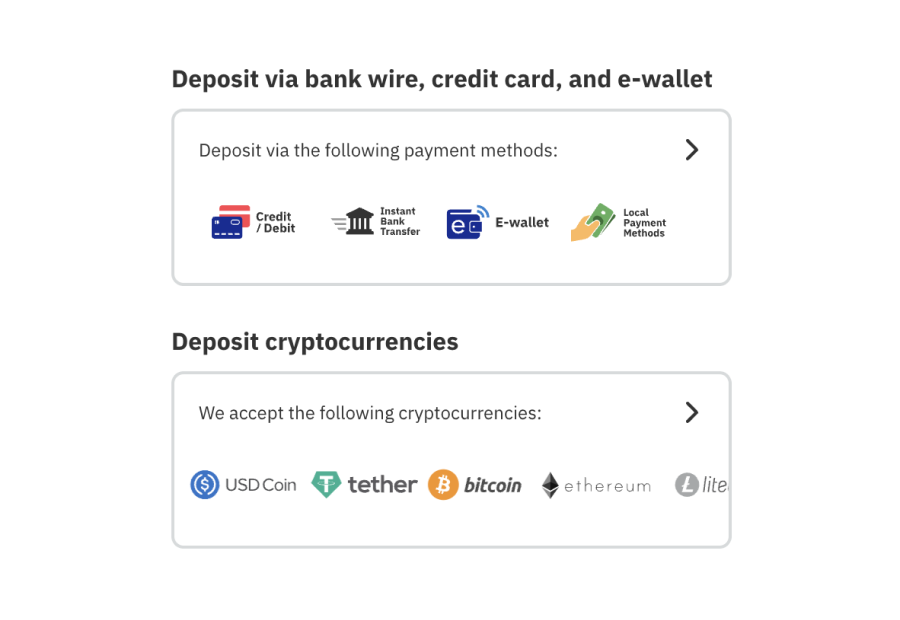 Deposit via bank wire, credit card, and e-wallet
Deposit via the following payment methods:
Credit
/ Debit
Instant
Bank
Transfer
e
E-wallet
Local
Payment
Methods
Deposit cryptocurrencies
We accept the following cryptocurrencies:
USD Coin
tether
bitcoin
ethereum
lite